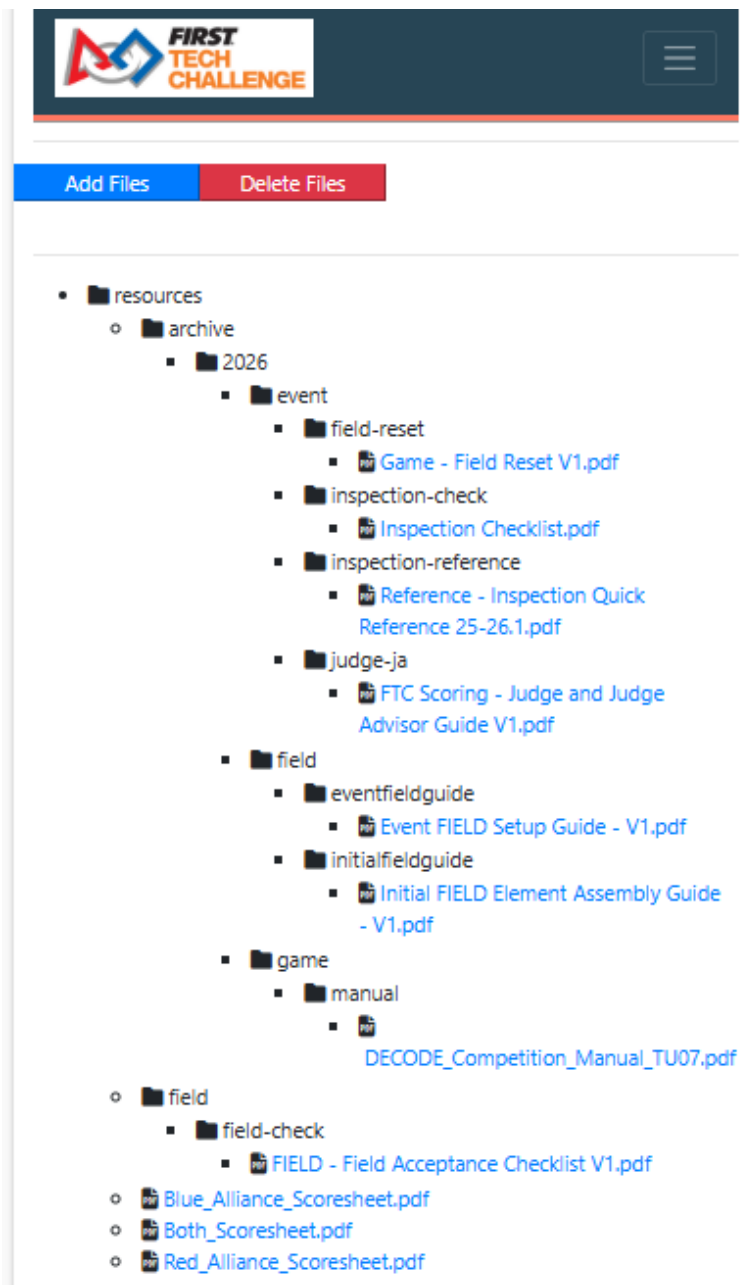 FIRST
TECH
CHALLENGE
Add Files
Delete Files
resources
archive
2026
event
field-reset
Game - Field Reset V1.pdf
inspection-check
Inspection Checklist.pdf
inspection-reference
Reference - Inspection Quick
Reference 25-26.1.pdf
judge-ja
FTC Scoring - Judge and Judge
Advisor Guide V1.pdf
field
eventfieldguide
Event FIELD Setup Guide - V1.pdf
initialfieldguide
Initial FIELD Element Assembly Guide
- V1.pdf
game
manual
DECODE_Competition_Manual_TU07.pdf
field
field-check
FIELD - Field Acceptance Checklist V1.pdf
Blue_Alliance_Scoresheet.pdf
Both_Scoresheet.pdf
Red_Alliance_Scoresheet.pdf